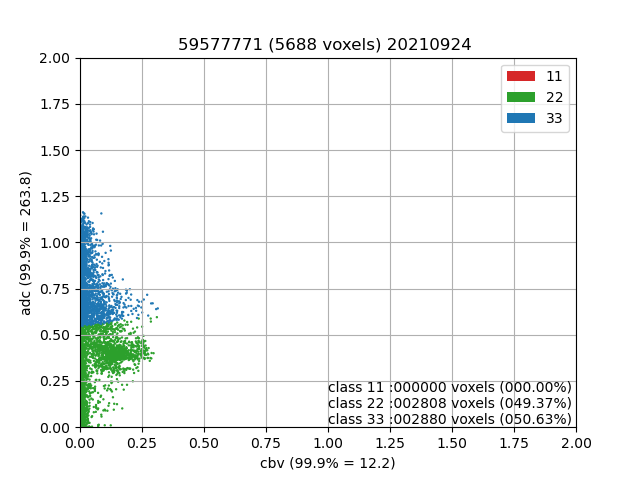 59577771 (5688 voxels) 20210924
2.00
1.75
1.50
1.25
1.00
0.75
0.50
0.25
0.00
adc (99.9% = 263.8)
11
22
33
class 11 :000000 voxels (000.00%)
class 22 :002808 voxels (049.37%)
class 33 :002880 voxels (050.63%)
0.00 0.25 0.50 0.75 1.00 1.25 1.50 1.75 2.00
cbv (99.9% = 12.2)